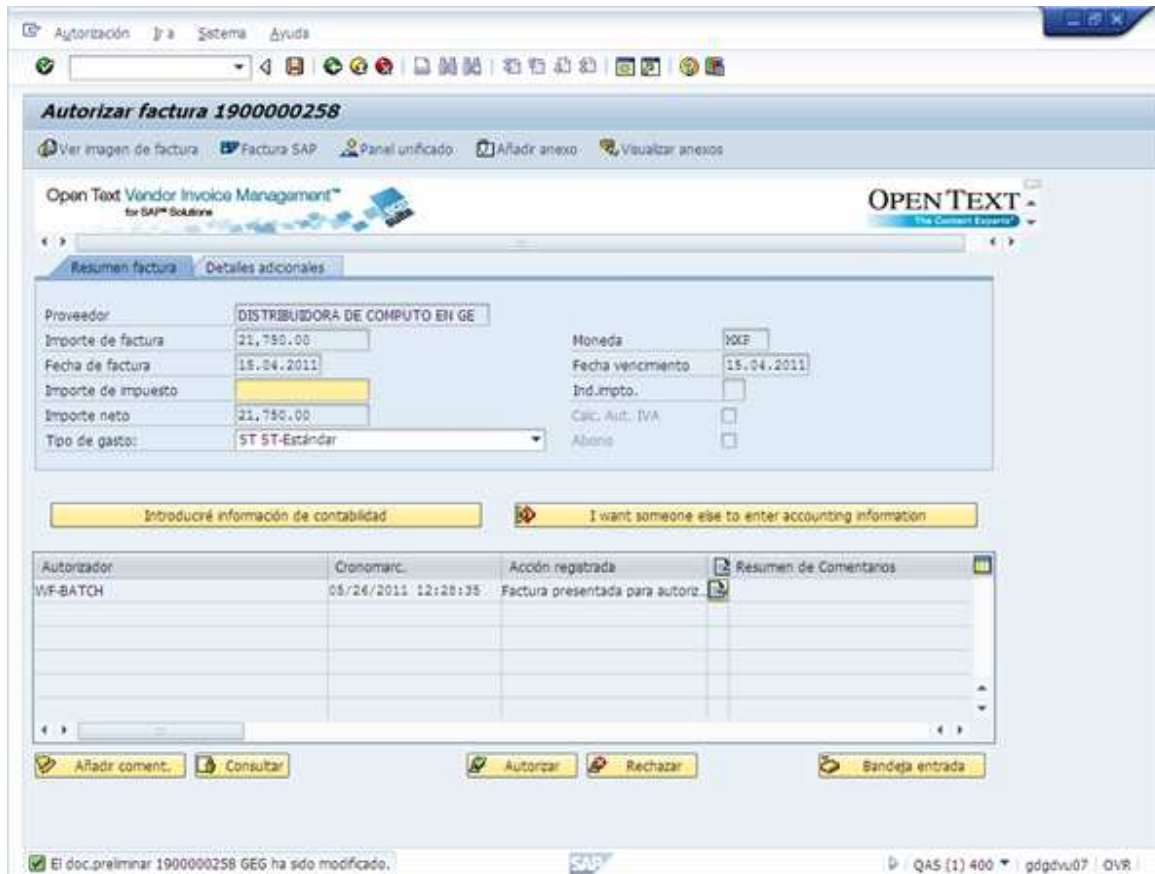 Autorización Ir a Sistema Ayuda
Autorizar factura 1900000258
Ver imagen de factura Factura SAP Panel unificado Añadir anexo Visualizar anexos
Open Text Vendor Invoice Management™
for SAP® Solutions
OPEN TEXT
The Content Experts™
Resumen factura Detalles adicionales
Proveedor DISTRIBUIDORA DE COMPUTO EN GE
Importe de factura 21,750.00 Moneda
Fecha de factura 15.04.2011 Fecha vencimiento 15.04.2011
Importe de impuesto Ind.impto.
Importe neto 21,750.00 Calc. Aut. IVA
Tipo de gasto: ST ST-Estándar Abono
Introduciré información de contabilidad I want someone else to enter accounting information
Autorizador Cronomarc. Acción registrada Resumen de Comentarios
WF-BATCH 05/26/2011 12:28:35 Factura presentada para autoriz..
Añadir coment. Consultar Autorizar Rechazar Bandeja entrada
El doc.preliminar 1900000258 GEG ha sido modificado.
SAP QAS (1) 400 gdgdvu07 OVR